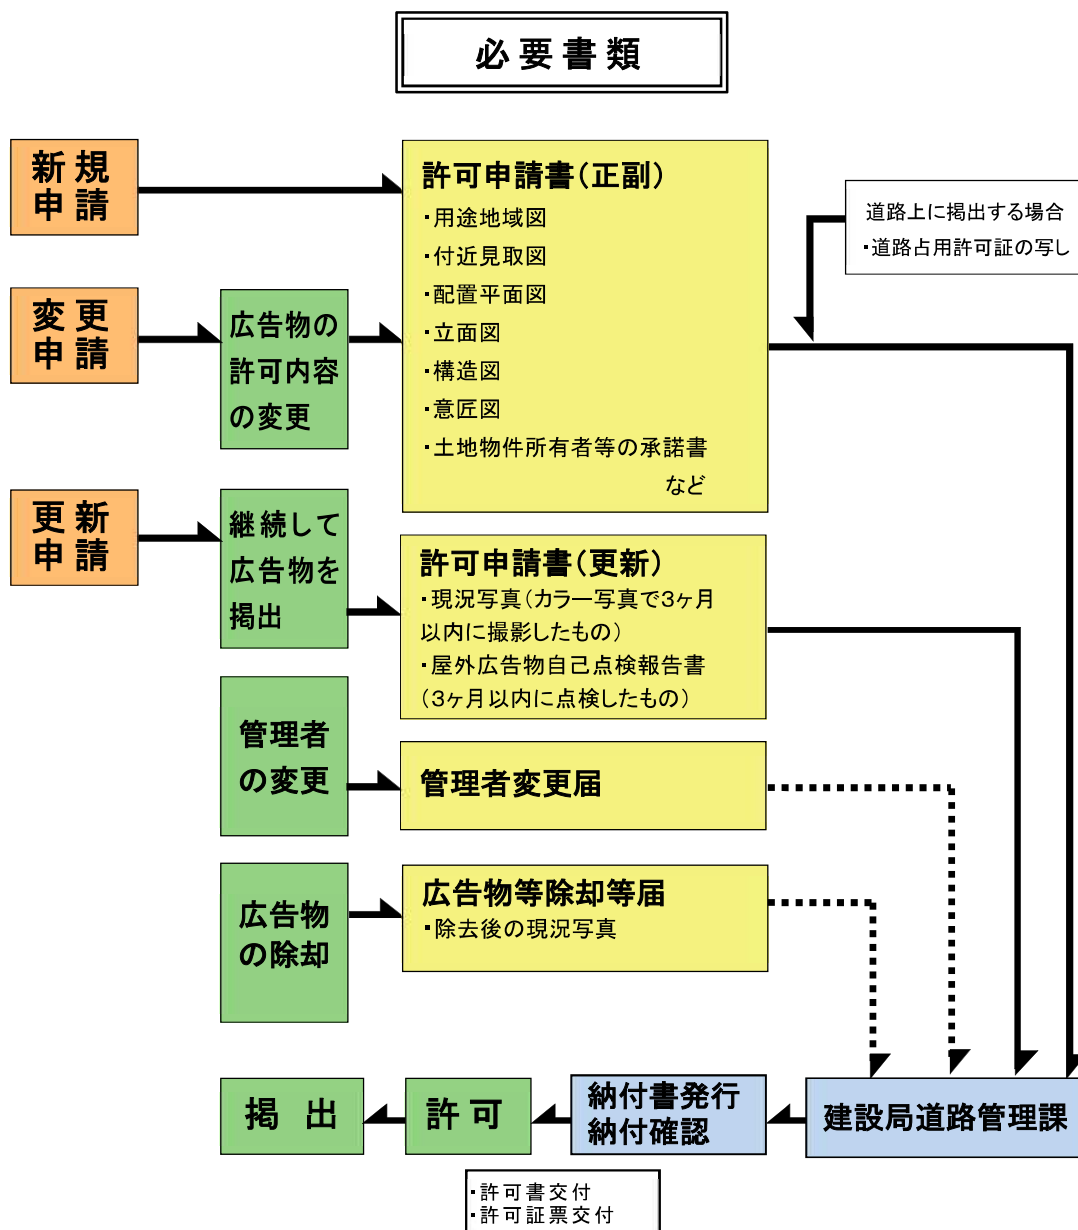 必要書類
新規
申請
許可申請書(正副)
・用途地域図
・付近見取図
・配置平面図
・立面図
・構造図
・意匠図
・土地物件所有者等の承諾書
など
道路上に掲出する場合
・道路占用許可証の写し
変更
申請
広告物の
許可内容
の変更
更新
申請
継続して
広告物を
掲出
許可申請書(更新)
・現況写真(カラー写真で3ヶ月
以内に撮影したもの)
・屋外広告物自己点検報告書
(3ヶ月以内に点検したもの)
管理者
の変更
管理者変更届
広告物
の除却
広告物等除却等届
・除去後の現況写真
掲出
許可
納付書発行
納付確認
建設局道路管理課
・許可書交付
・許可証票交付